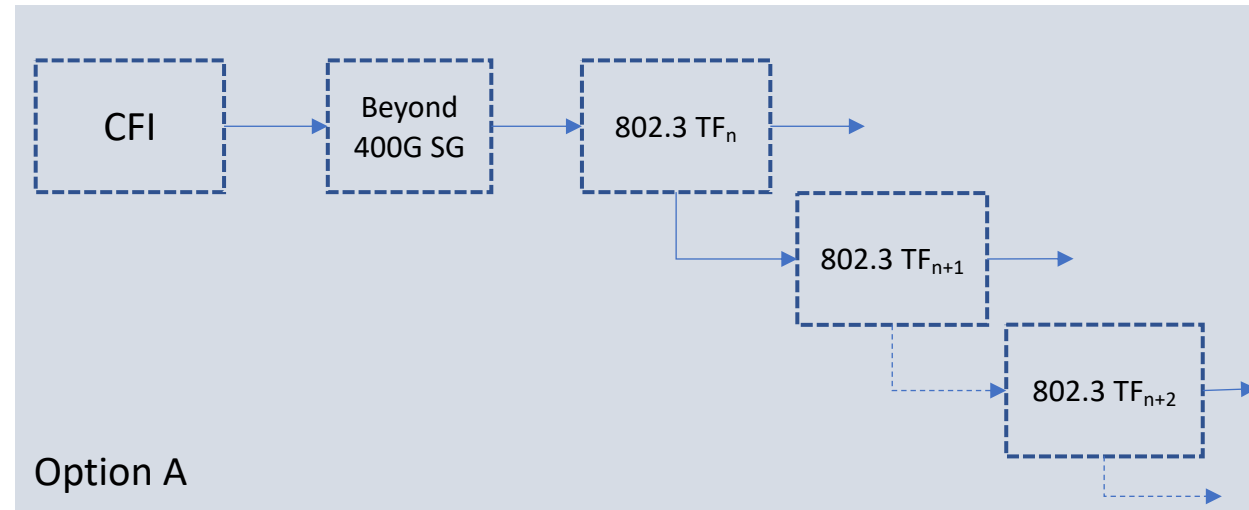 CFI
Beyond
400G SG
802.3 TFn
802.3 TFn+1
802.3 TFn+2
Option A